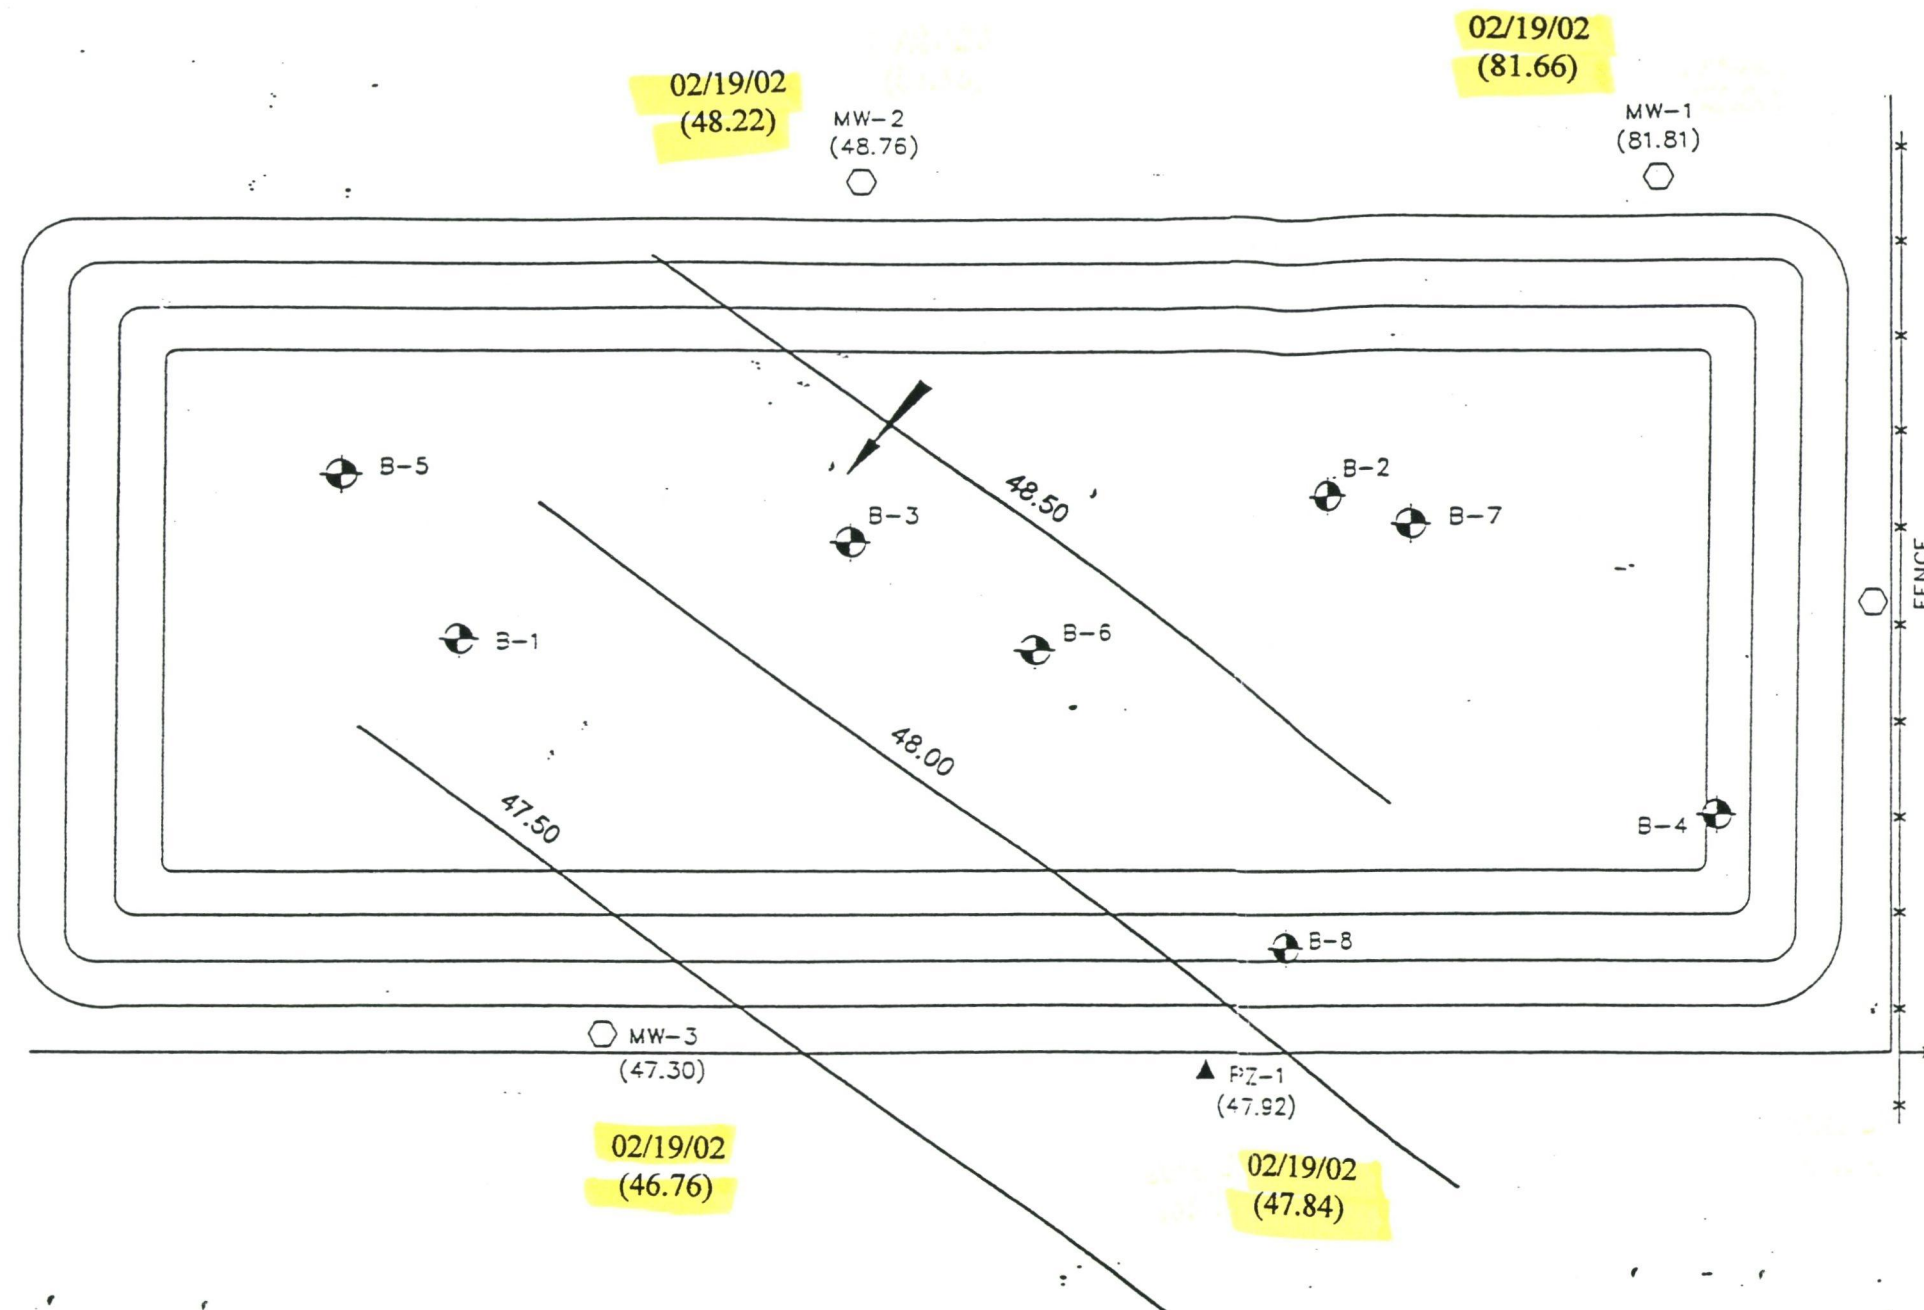 02/19/02
(81.66)
02/19/02
(48.22)
MW-2
(48.76)
MW-1
(81.81)
B-5
B-2
48.50
B-3
B-7
FENCE
B-1
B-6
48.00
47.50
B-4
B-8
MW-3
(47.30)
PZ-1
(47.92)
02/19/02
(46.76)
02/19/02
(47.84)